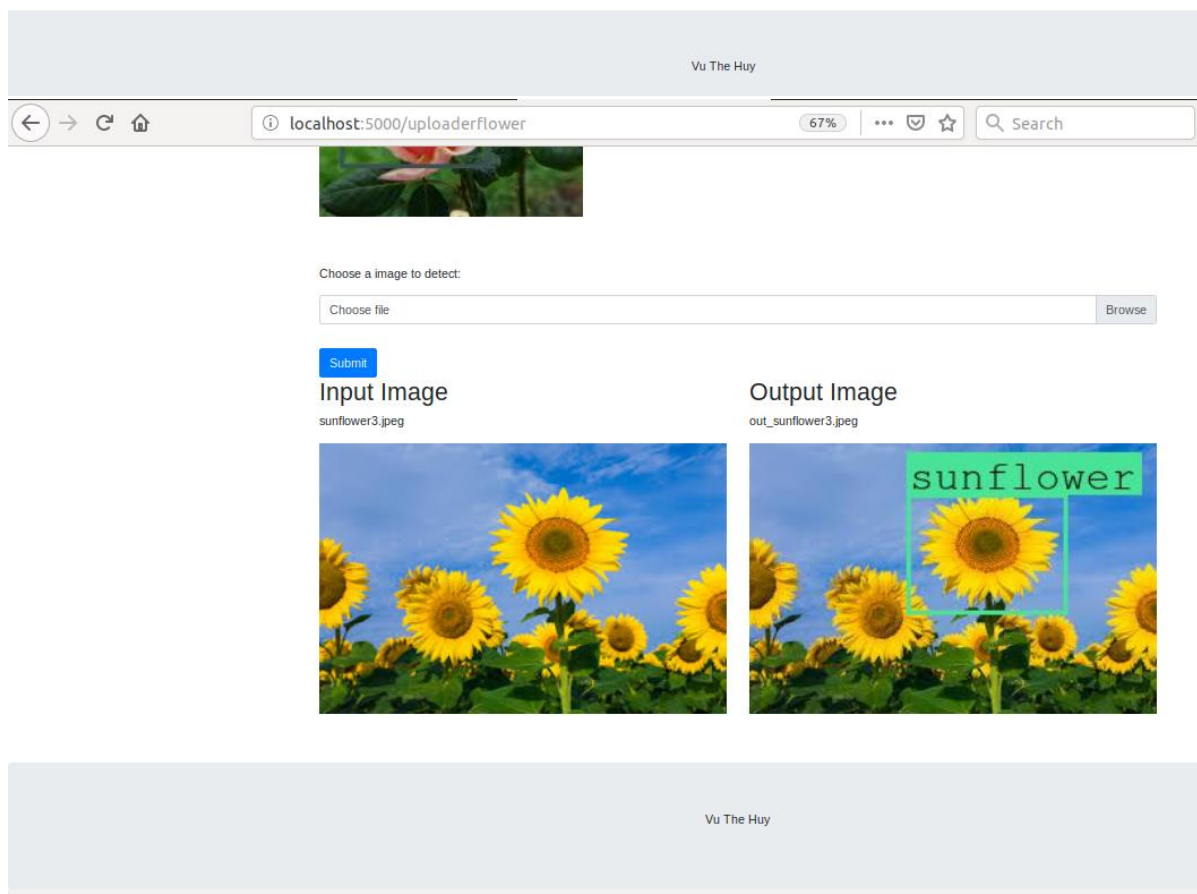 Vu The Huy
localhost:5000/uploaderflower
67%
Search
Choose a image to detect:
Choose file
Browse
Submit
Input Image
Output Image
sunflower3.jpeg
out_sunflower3.jpeg
sunflower
Vu The Huy